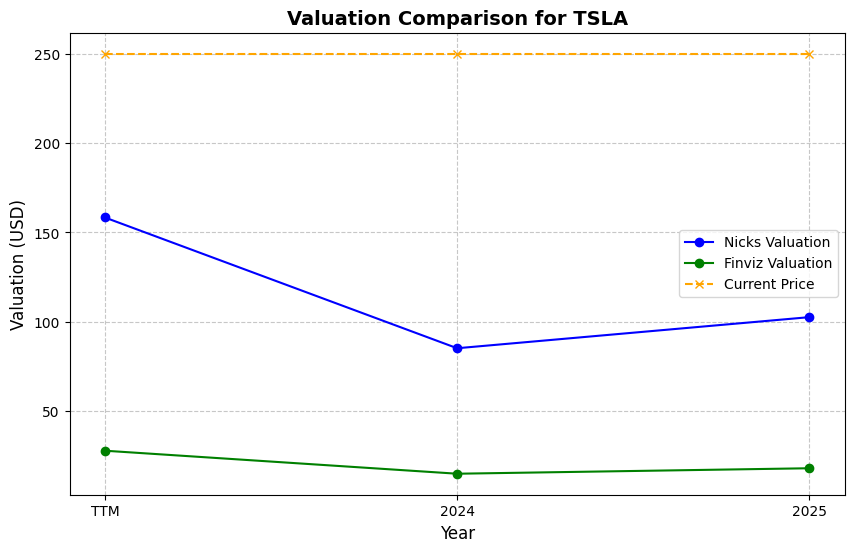 Valuation Comparison for TSLA
Valuation (USD)
250
200
150
100
50
Nicks Valuation
Finviz Valuation
Current Price
TTM
2024
2025
Year